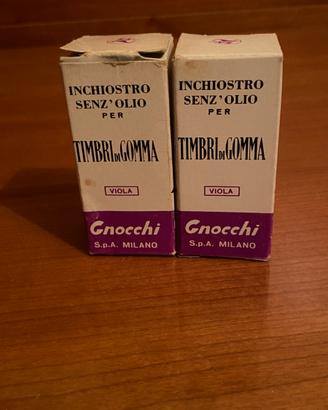 INCHIOSTRO
SENZ'OLIO
PER
TIMBRI DI GOMMA
VIOLA
Gnocchi
S.p.A. MILANO
INCHIOSTRO
SENZ'OLIO
PER
TIMBRI DI GOMMA
VIOLA
Gnocchi
S.p.A. MILANO